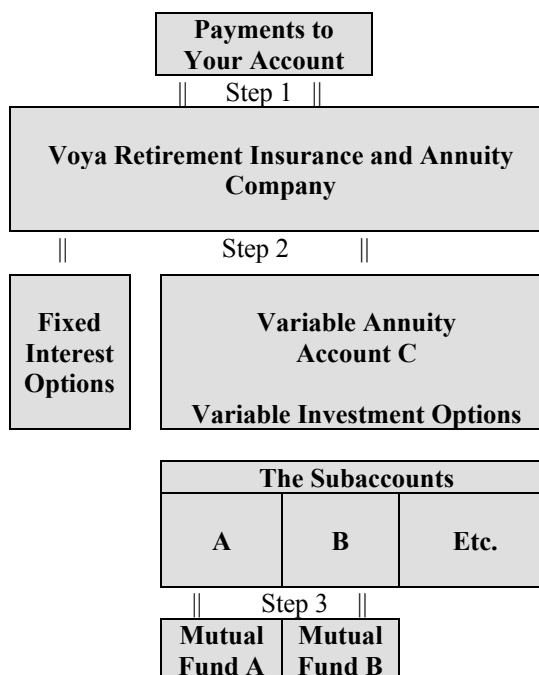 Payments to
Your Account
|| Step 1 ||
Voya Retirement Insurance and Annuity
Company
|| Step 2 ||
Fixed
Interest
Options
Variable Annuity
Account C
Variable Investment Options
The Subaccounts
A B Etc.
|| Step 3 ||
Mutual
Fund A
Mutual
Fund B